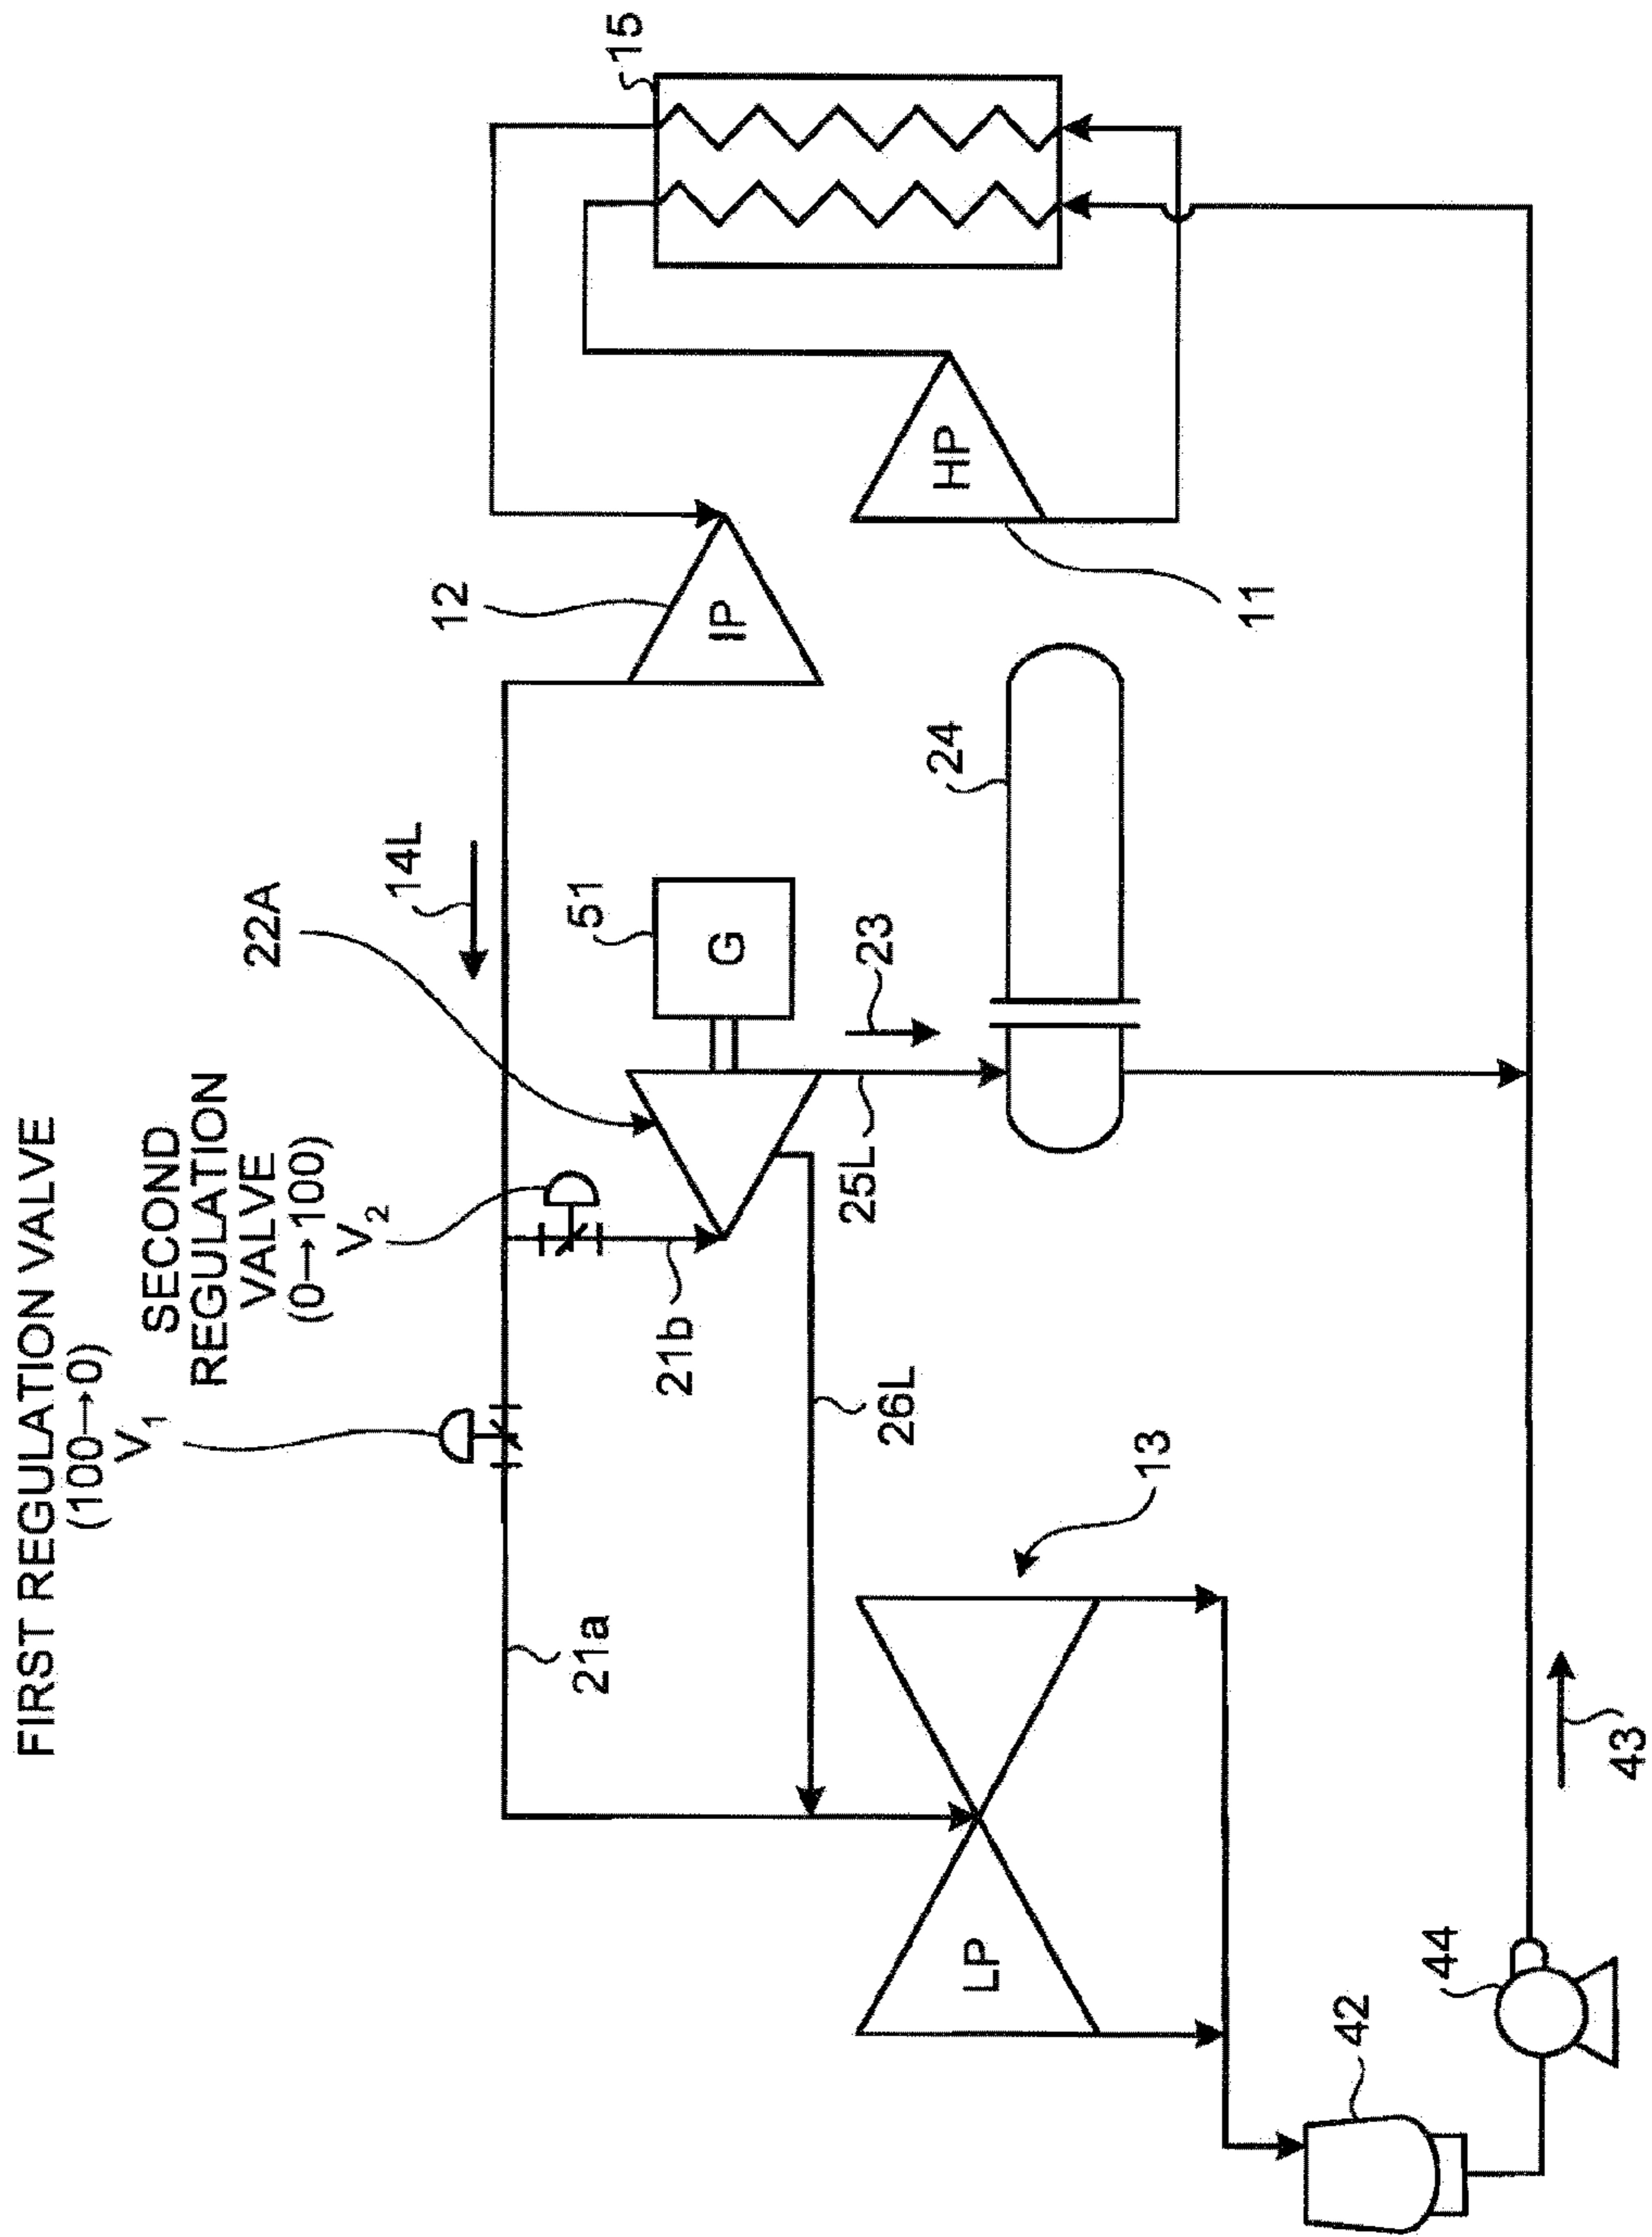 FIRST REGULATION VALVE
(100→0)
V1
SECOND
REGULATION
VALVE
(0→100)
V2
22A
14L
12
15
51
G
IP
HP
11
21a
21b
23
24
25L
26L
13
LP
42
44
43